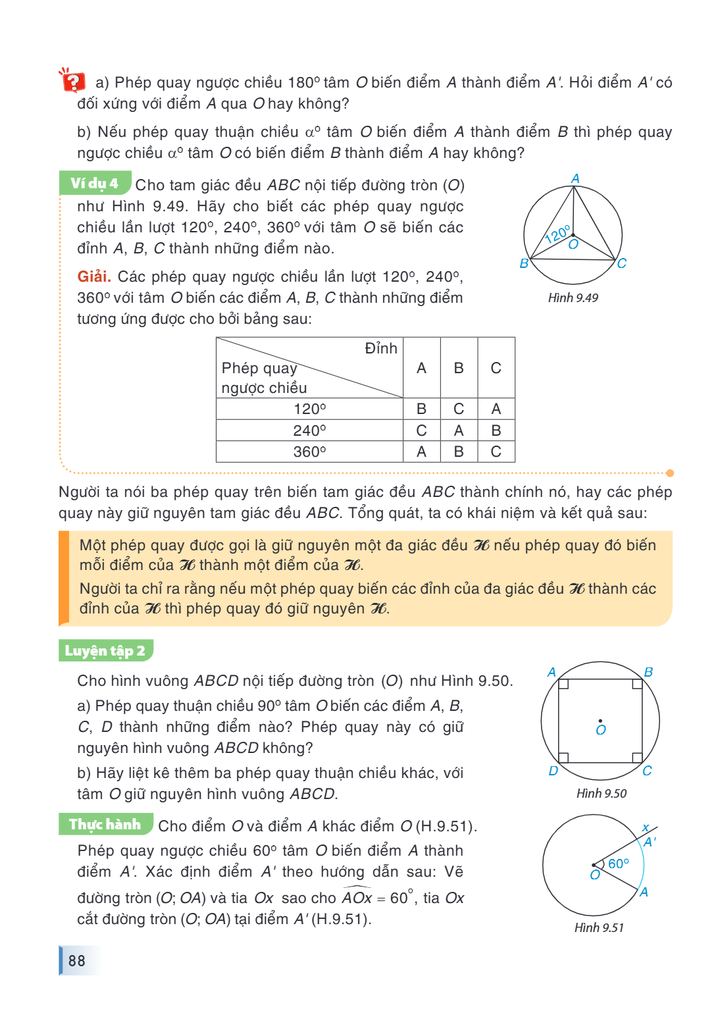 ?
a) Phép quay ngược chiều 180° tâm O biến điểm A thành điểm A'. Hỏi điểm A' có
đối xứng với điểm A qua O hay không?
b) Nếu phép quay thuận chiều α° tâm O biến điểm A thành điểm B thì phép quay
ngược chiều α° tâm O có biến điểm B thành điểm A hay không?
Ví dụ 4 Cho tam giác đều ABC nội tiếp đường tròn (O)
như Hình 9.49. Hãy cho biết các phép quay ngược
chiều lần lượt 120°, 240°, 360° với tâm O sẽ biến các
đỉnh A, B, C thành những điểm nào.
A
120°
O
B
C
Hình 9.49
Giải. Các phép quay ngược chiều lần lượt 120°, 240°,
360° với tâm O biến các điểm A, B, C thành những điểm
tương ứng được cho bởi bảng sau:
Đỉnh
Phép quay
ngược chiều
A B C
120° B C A
240° C A B
360° A B C
Người ta nói ba phép quay trên biến tam giác đều ABC thành chính nó, hay các phép
quay này giữ nguyên tam giác đều ABC. Tổng quát, ta có khái niệm và kết quả sau:
Một phép quay được gọi là giữ nguyên một đa giác đều ℋ nếu phép quay đó biến
mỗi điểm của ℋ thành một điểm của ℋ.
Người ta chỉ ra rằng nếu một phép quay biến các đỉnh của đa giác đều ℋ thành các
đỉnh của ℋ thì phép quay đó giữ nguyên ℋ.
Luyện tập 2
Cho hình vuông ABCD nội tiếp đường tròn (O) như Hình 9.50.
a) Phép quay thuận chiều 90° tâm O biến các điểm A, B,
C, D thành những điểm nào? Phép quay này có giữ
nguyên hình vuông ABCD không?
b) Hãy liệt kê thêm ba phép quay thuận chiều khác, với
tâm O giữ nguyên hình vuông ABCD.
A
B
O
D
C
Hình 9.50
Thực hành Cho điểm O và điểm A khác điểm O (H.9.51).
Phép quay ngược chiều 60° tâm O biến điểm A thành
điểm A'. Xác định điểm A' theo hướng dẫn sau: Vẽ
đường tròn (O; OA) và tia Ox sao cho \widehat{AOx} = 60°, tia Ox
cắt đường tròn (O; OA) tại điểm A' (H.9.51).
x
A'
60°
O
A
Hình 9.51
88